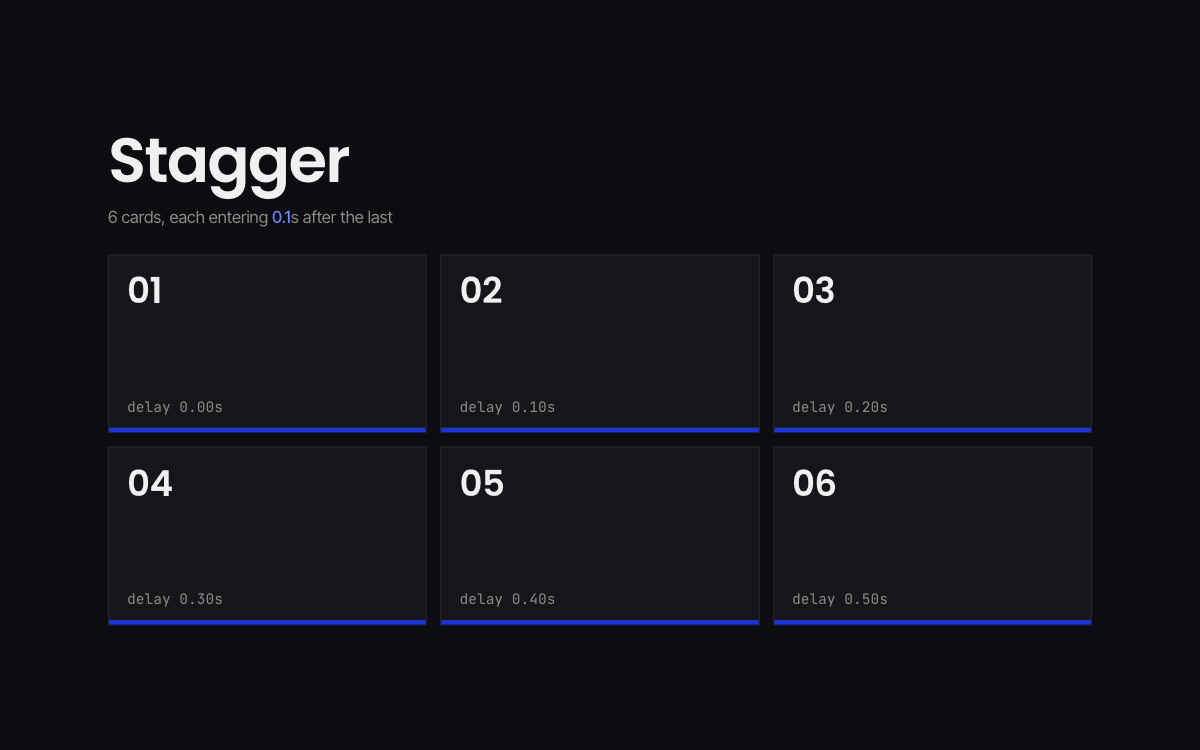 Stagger
6 cards, each entering 0.1s after the last
01
delay 0.00s
02
delay 0.10s
03
delay 0.20s
04
delay 0.30s
05
delay 0.40s
06
delay 0.50s